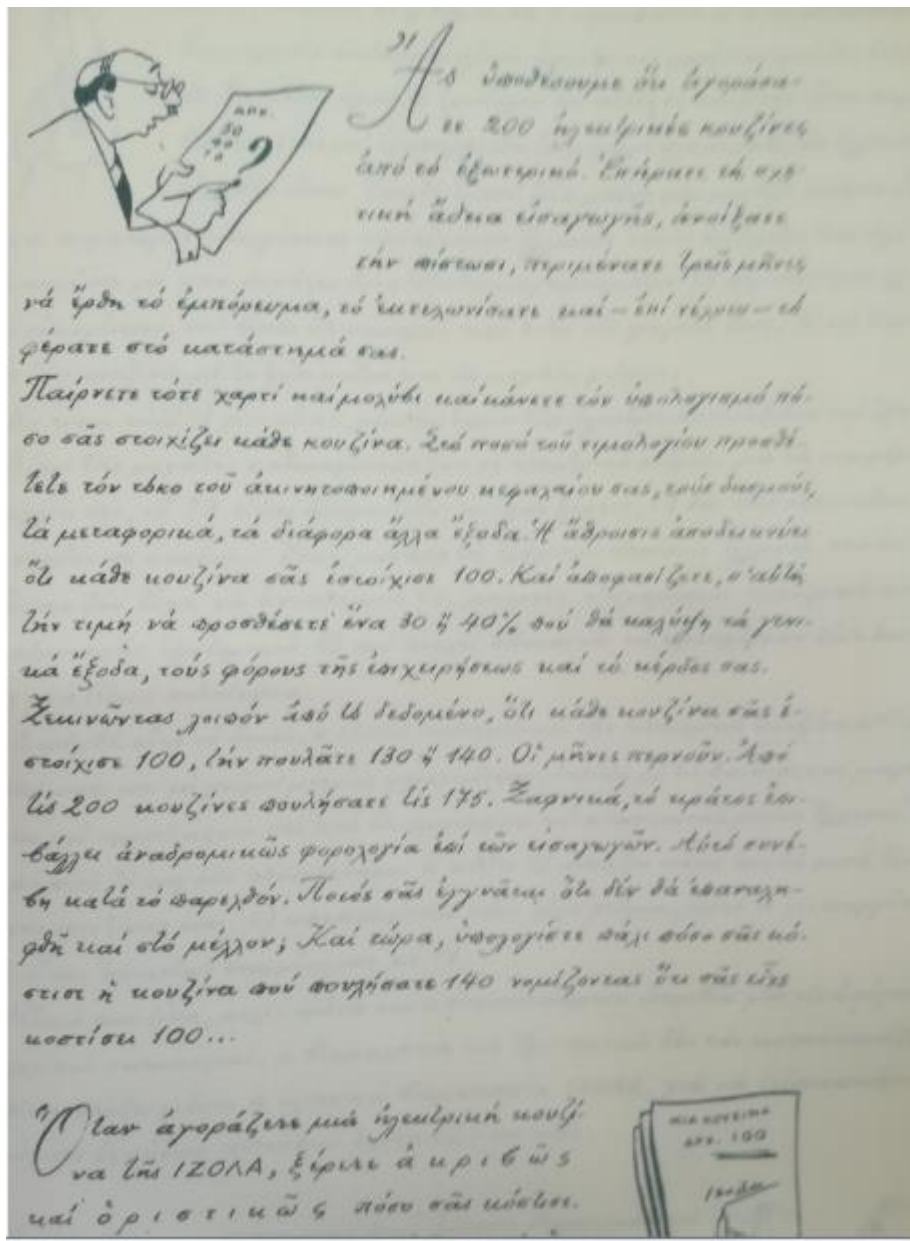 ΔΡΧ.
30
40
10
?
Ἄς ὑποθέσουμε ὅτι ἀγοράσα-
τε 200 ἠλεκτρικές κουζίνες
ἀπό τό ἐξωτερικό. Ἐπήρατε τή σχε-
τική ἄδεια εἰσαγωγῆς, ἀνοίξατε
τήν πίστωσι, περιμένατε τρεῖς μῆνες
νά ἔρθη τό ἐμπόρευμα, τό ἐκτελωνίσατε καί – ἐπί τέλους – τό
φέρατε στό κατάστημά σας.
Παίρνετε τότε χαρτί καί μολύβι καί κάνετε τόν ὑπολογισμό πό-
σο σᾶς στοιχίζει κάθε κουζίνα. Στό ποσό τοῦ τιμολογίου προσθέ-
τετε τόν τόκο τοῦ ἀκινητοποιημένου κεφαλαίου σας, τούς δασμούς,
τά μεταφορικά, τά διάφορα ἄλλα ἔξοδα. Ἡ ἄθροισις ἀποδεικνύει
ὅτι κάθε κουζίνα σᾶς ἐστοίχισε 100. Καί ἀποφασίζετε, σ' αὐτή
τήν τιμή νά προσθέσετε ἕνα 30 ἤ 40% πού θά καλύψη τά γενι-
κά ἔξοδα, τούς φόρους τῆς ἐπιχειρήσεως καί τό κέρδος σας.
Ξεκινῶντας λοιπόν ἀπό τό δεδομένο, ὅτι κάθε κουζίνα σᾶς ἐ-
στοίχισε 100, τήν πουλᾶτε 130 ἤ 140. Οἱ μῆνες περνοῦν. Ἀπό
τίς 200 κουζίνες πουλήσατε τίς 175. Ξαφνικά, τό κράτος ἐπι-
βάλλει ἀναδρομικῶς φορολογία ἐπί τῶν εἰσαγωγῶν. Αὐτό συνέ-
βη κατά τό παρελθόν. Ποιός σᾶς ἐγγυᾶται ὅτι δέν θά ἐπαναλη-
φθῆ καί στό μέλλον; Καί τώρα, ὑπολογίστε πάλι πόσο σᾶς κό-
στισε ἡ κουζίνα πού πουλήσατε 140 νομίζοντας ὅτι σᾶς εἶχε
κοστίσει 100...
Ὅταν ἀγοράζετε μιά ἠλεκτρική κουζί-
να τῆς ΙΖΟΛΑ, ξέρετε ἀ κ ρ ι β ῶ ς
καί ὁ ρ ι σ τ ι κ ῶ ς πόσο σᾶς κόστισε.
ΜΙΑ ΚΟΥΖΙΝΑ
ΔΡΧ. 100